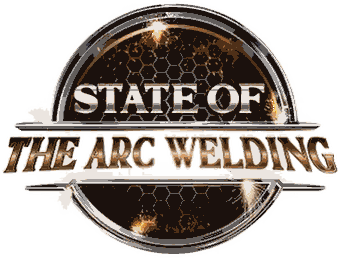 STATE OF
THE ARC WELDING